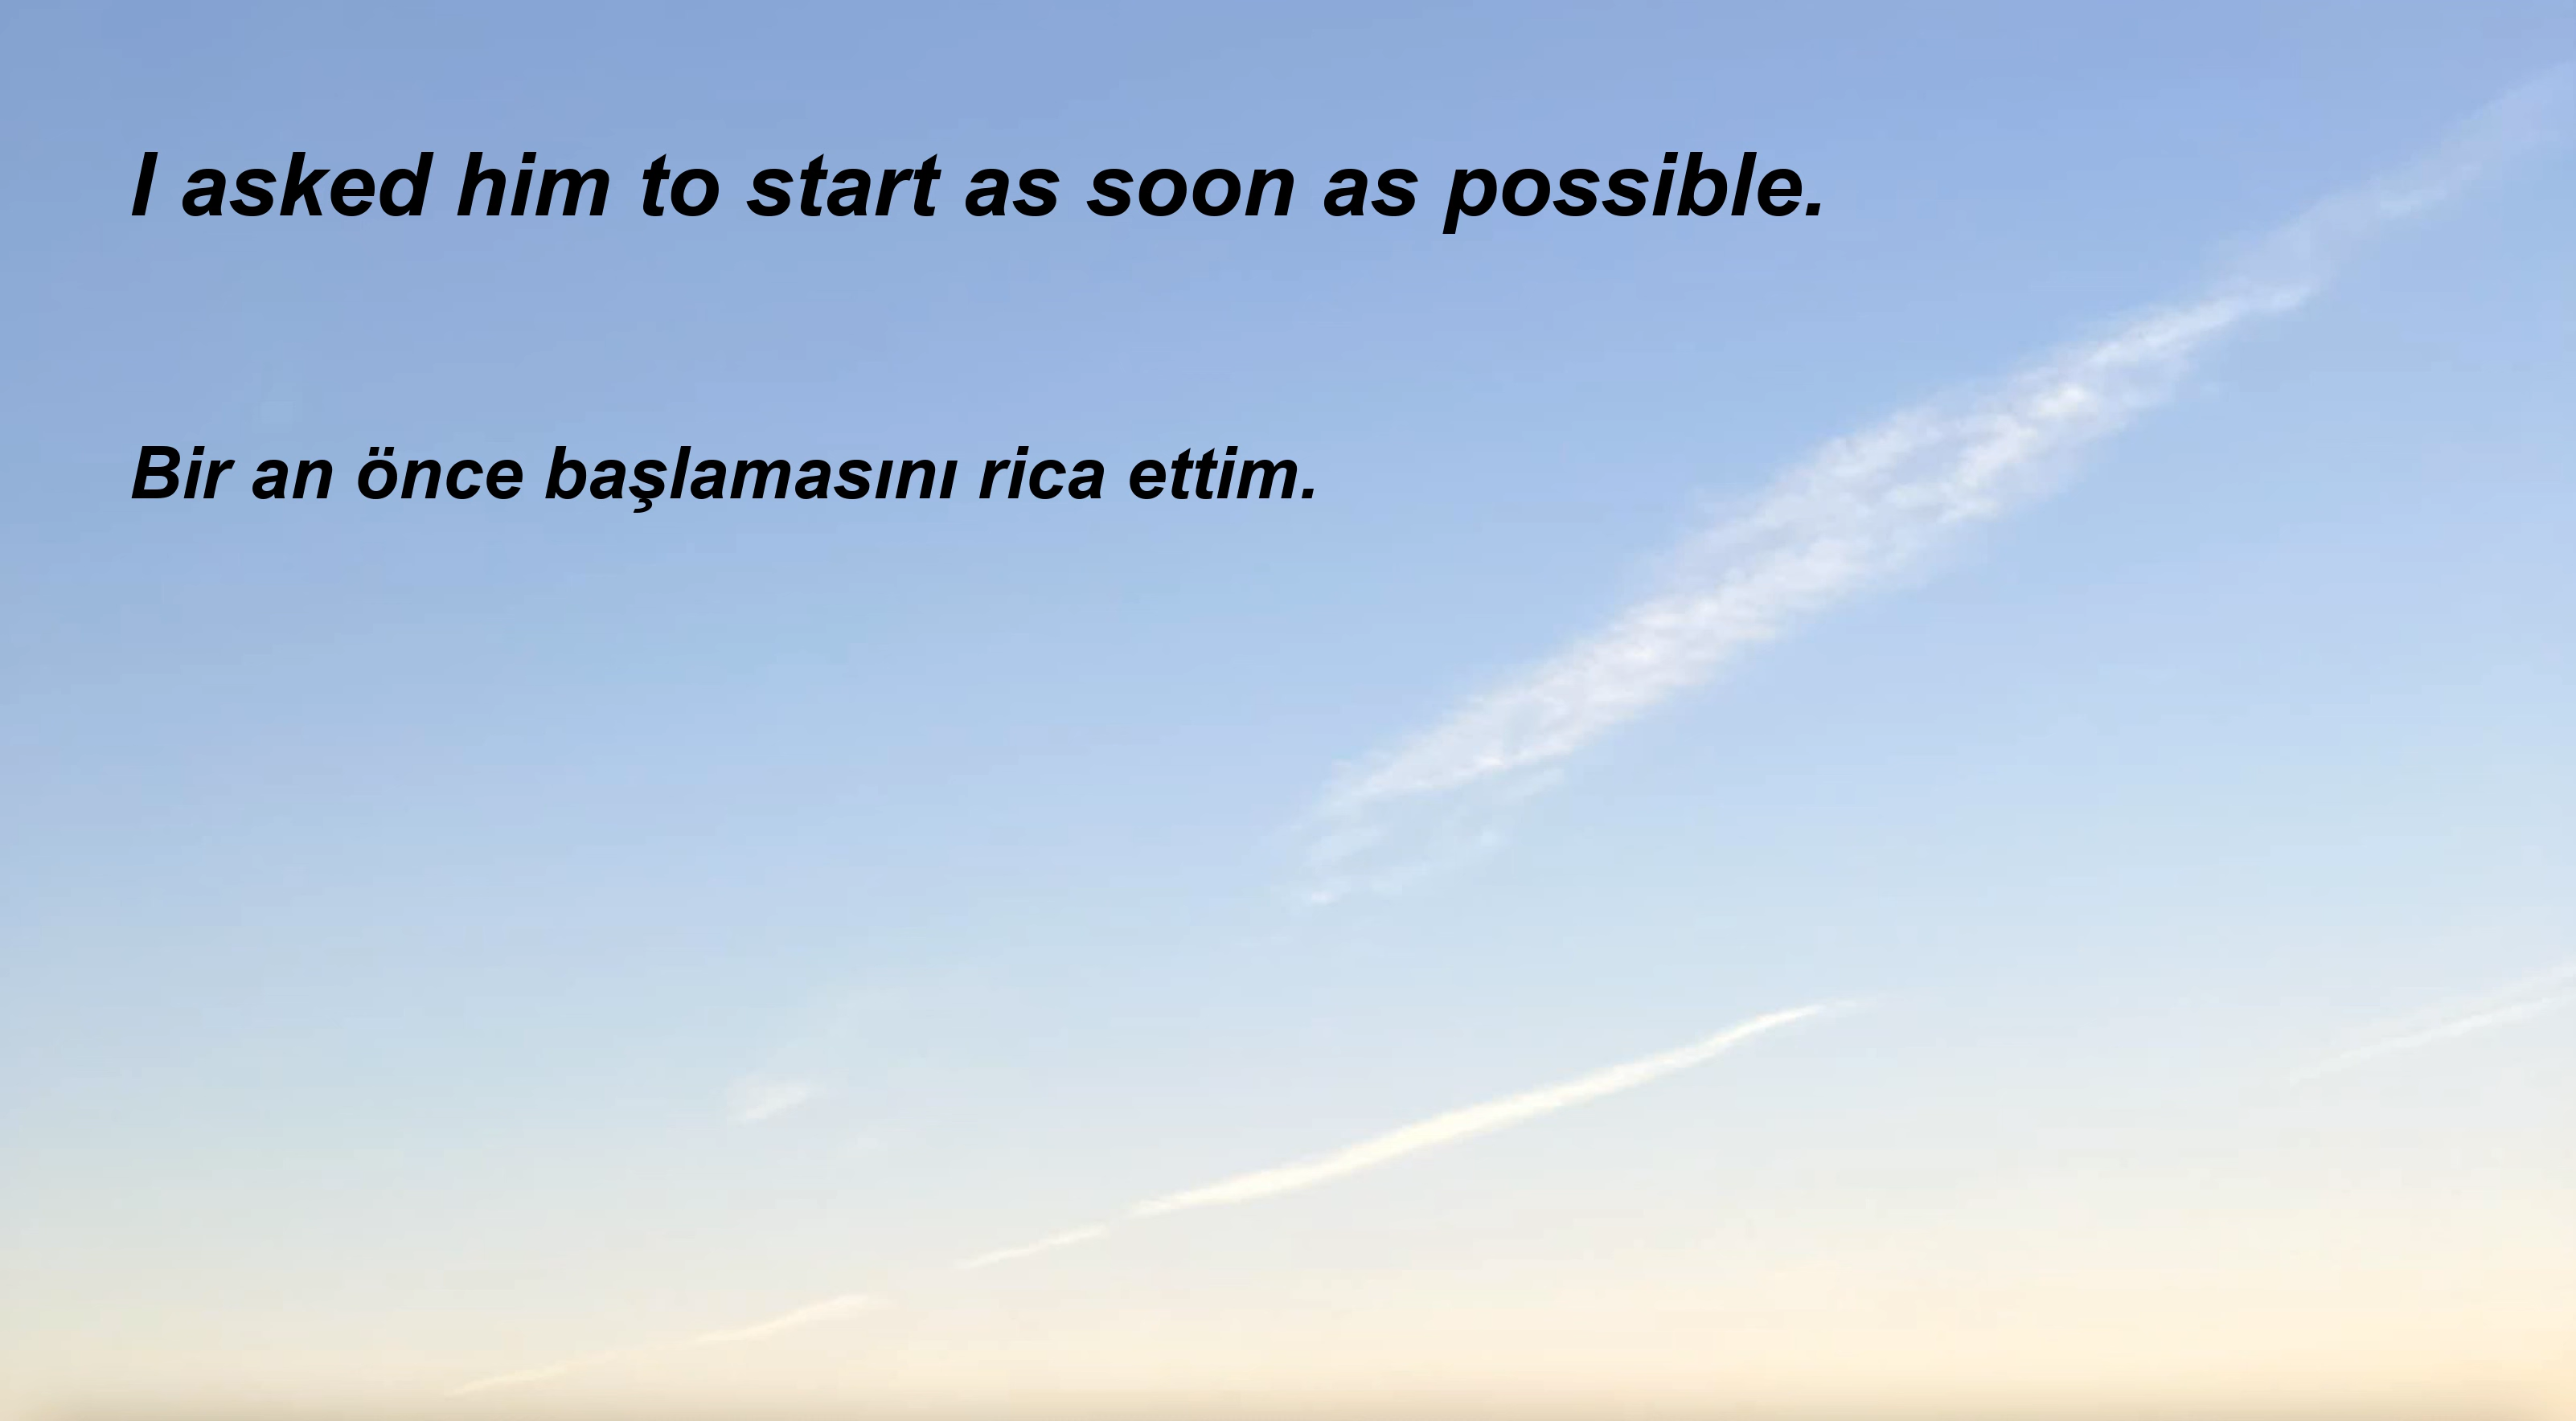 I asked him to start as soon as possible.
Bir an önce başlamasını rica ettim.